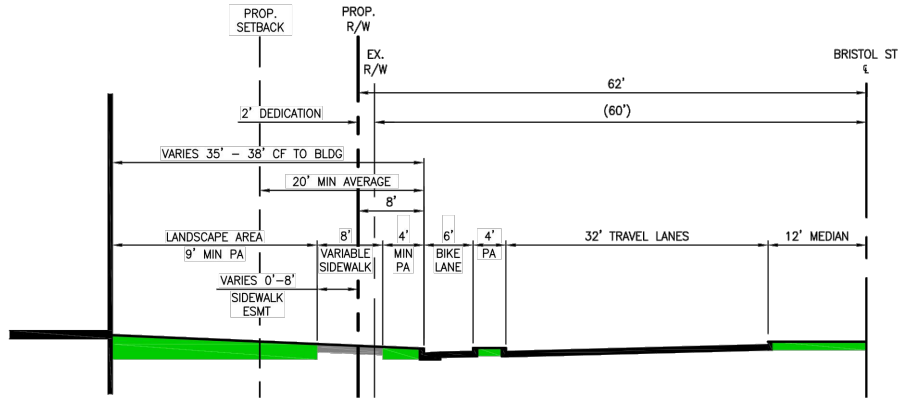 PROP.
SETBACK
PROP.
R/W
EX.
R/W
BRISTOL ST
℄
62'
2' DEDICATION
(60')
VARIES 35' - 38' CF TO BLDG
20' MIN AVERAGE
8'
LANDSCAPE AREA
9' MIN PA
8'
VARIABLE
SIDEWALK
4'
MIN
PA
6'
BIKE
LANE
4'
PA
32' TRAVEL LANES
12' MEDIAN
VARIES 0'-8'
SIDEWALK
ESMT